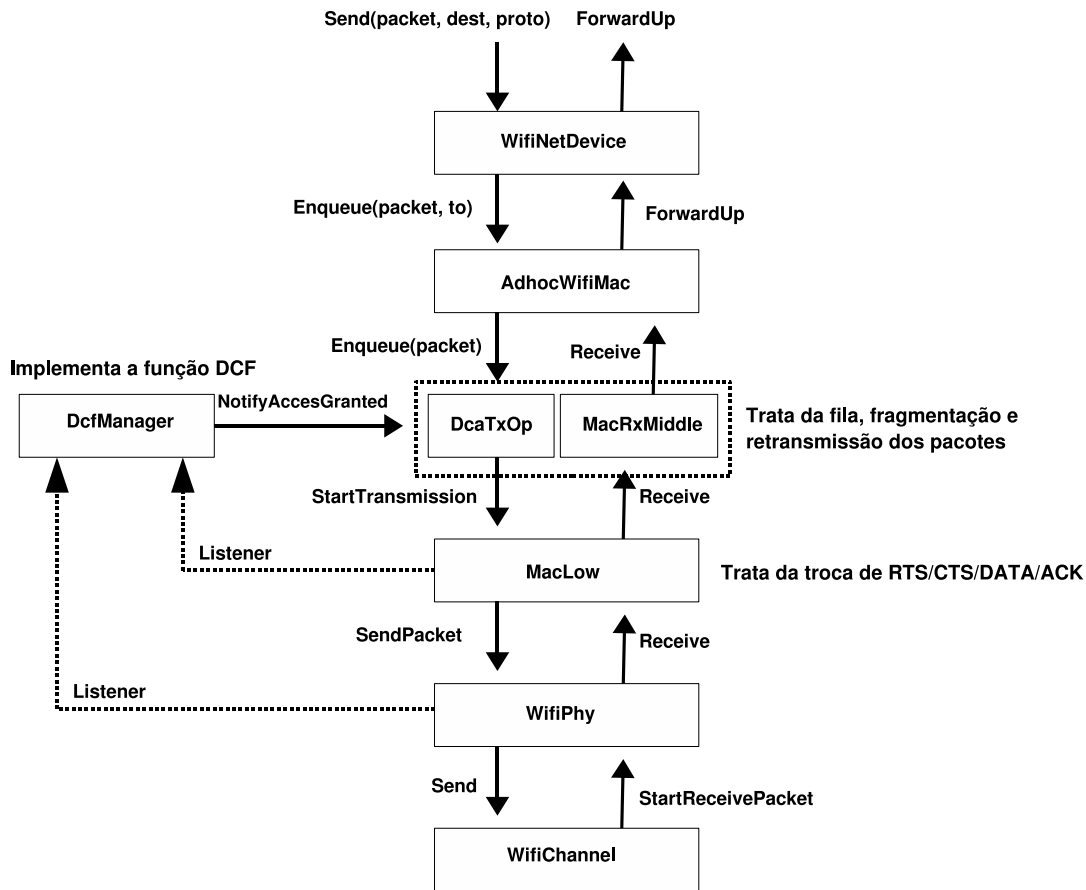 Send(packet, dest, proto)
ForwardUp
WifiNetDevice
Enqueue(packet, to)
ForwardUp
AdhocWifiMac
Enqueue(packet)
Receive
Implementa a função DCF
NotifyAccesGranted
DcfManager
DcaTxOp
MacRxMiddle
Trata da fila, fragmentação e
retransmissão dos pacotes
StartTransmission
Receive
Listener
MacLow
Trata da troca de RTS/CTS/DATA/ACK
SendPacket
Receive
Listener
WifiPhy
Send
StartReceivePacket
WifiChannel